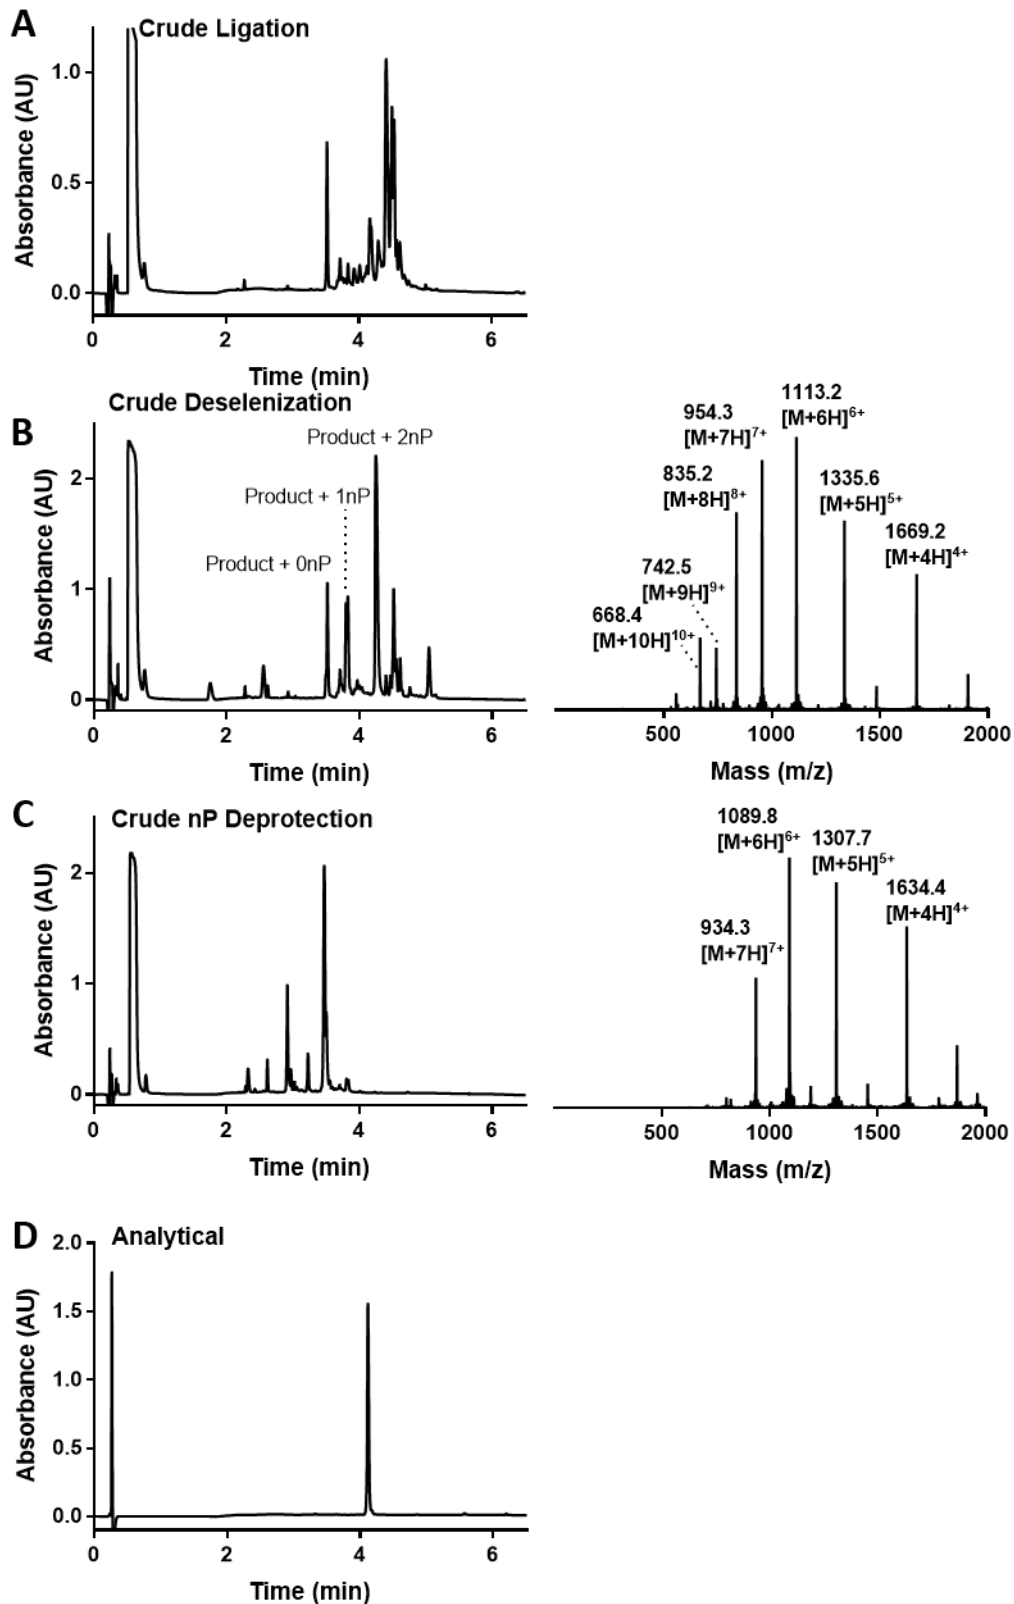 A
Crude Ligation
Absorbance (AU)
1.0
0.5
0.0
0 2 4 6
Time (min)
B
Crude Deselenization
Absorbance (AU)
2
1
0
Product + 2nP
Product + 1nP
Product + 0nP
0 2 4 6
Time (min)
1113.2
[M+6H]6+
954.3
[M+7H]7+
835.2
[M+8H]8+
1335.6
[M+5H]5+
1669.2
[M+4H]4+
742.5
[M+9H]9+
668.4
[M+10H]10+
500 1000 1500 2000
Mass (m/z)
C
Crude nP Deprotection
Absorbance (AU)
2
1
0
0 2 4 6
Time (min)
1089.8
[M+6H]6+
1307.7
[M+5H]5+
1634.4
[M+4H]4+
934.3
[M+7H]7+
500 1000 1500 2000
Mass (m/z)
D
Analytical
Absorbance (AU)
2.0
1.5
1.0
0.5
0.0
0 2 4 6
Time (min)